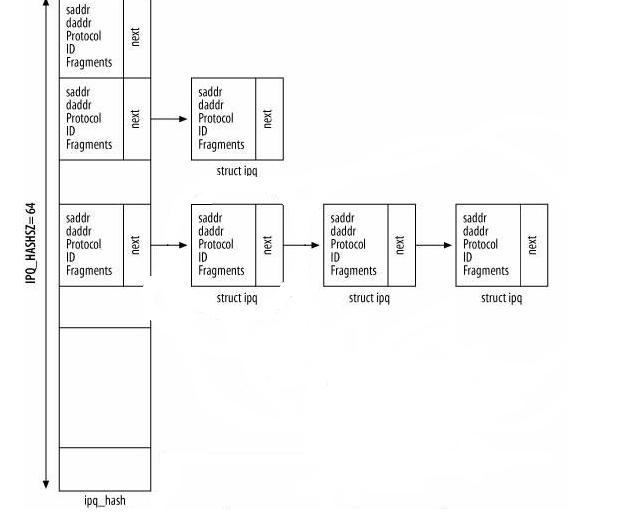 saddr
daddr
Protocol
ID
Fragments
next
saddr
daddr
Protocol
ID
Fragments
next
saddr
daddr
Protocol
ID
Fragments
next
struct ipq
IPQ_HASHSZ= 64
saddr
daddr
Protocol
ID
Fragments
next
saddr
daddr
Protocol
ID
Fragments
next
struct ipq
saddr
daddr
Protocol
ID
Fragments
next
struct ipq
saddr
daddr
Protocol
ID
Fragments
next
struct ipq
ipq_hash